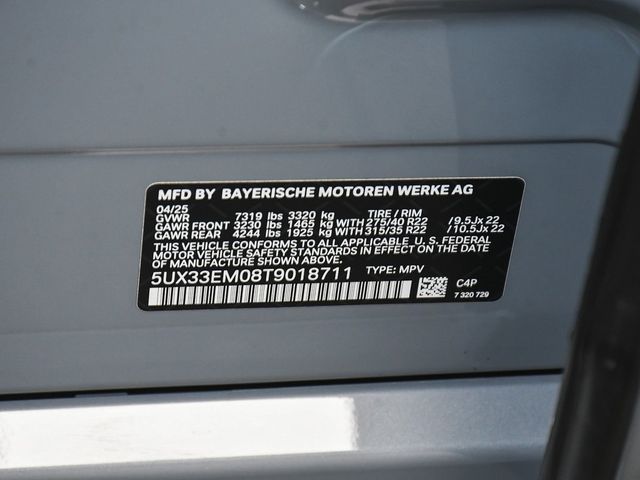 MFD BY BAYERISCHE MOTOREN WERKE AG
04/25
GVWR 7319 lbs 3320 kg TIRE / RIM
GAWR FRONT 3230 lbs 1465 kg WITH 275/40 R22 /9.5Jx 22
GAWR REAR 4244 lbs 1925 kg WITH 315/35 R22 /10.5Jx 22
THIS VEHICLE CONFORMS TO ALL APPLICABLE U. S. FEDERAL
MOTOR VEHICLE SAFETY STANDARDS IN EFFECT ON THE DATE
OF MANUFACTURE SHOWN ABOVE.
5UX33EM08T9018711 TYPE: MPV
C4P
7 320 729